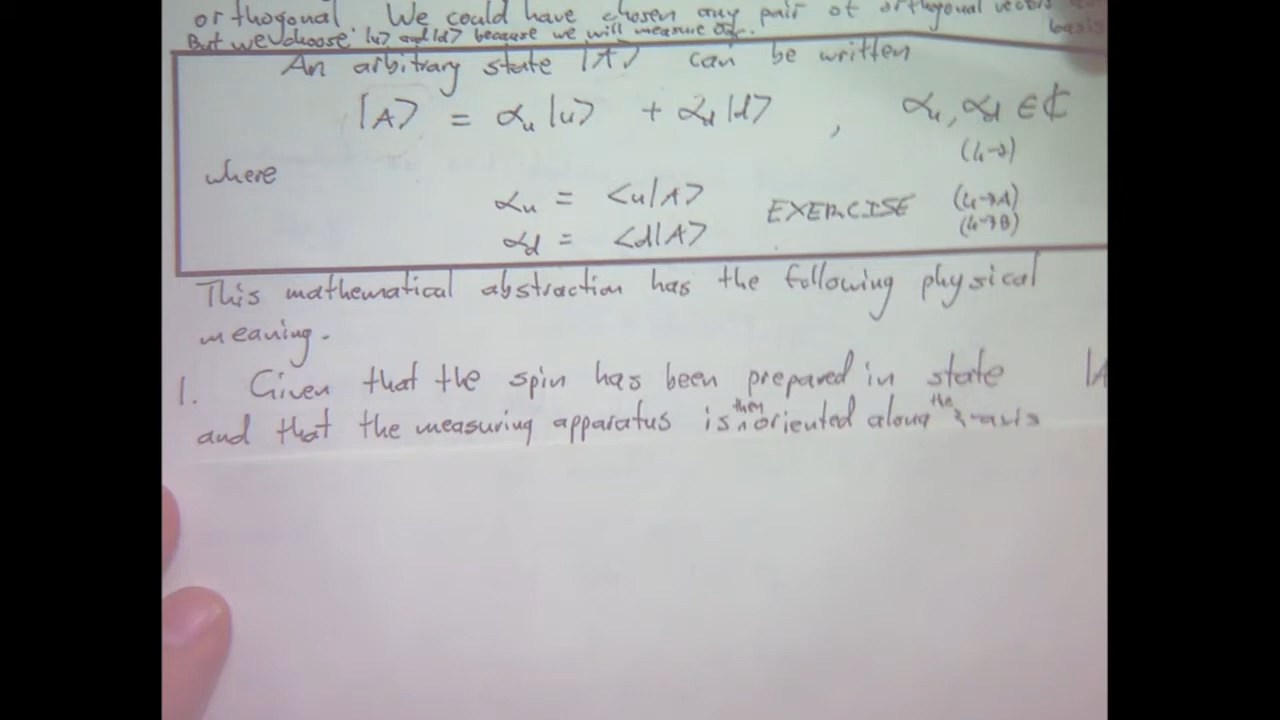 orthogonal. We could have chosen any pair of orthogonal vectors
But we choose |u> and |d> because we will measure σz. basis
An arbitrary state |A> can be written
|A> = αu |u> + αd |d> , αu, αd ∈ ℂ
(4-2)
where
αu = <u|A> EXERCISE (4-2A)
αd = <d|A> (4-2B)
This mathematical abstraction has the following physical
meaning.
1. Given that the spin has been prepared in state |A
and that the measuring apparatus is then oriented along the z-axis